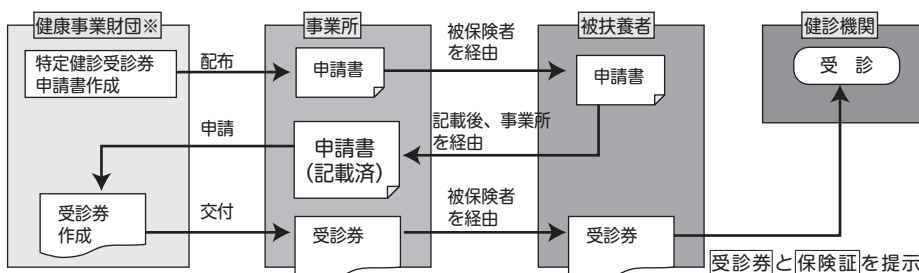 健康事業財団※
事業所
被扶養者
健診機関
特定健診受診券
申請書作成
配布
申請書
被保険者
を経由
申請書
受　診
申請
申請書
(記載済)
記載後、事業所
を経由
受診券
作成
交付
受診券
被保険者
を経由
受診券
受診券と保険証を提示